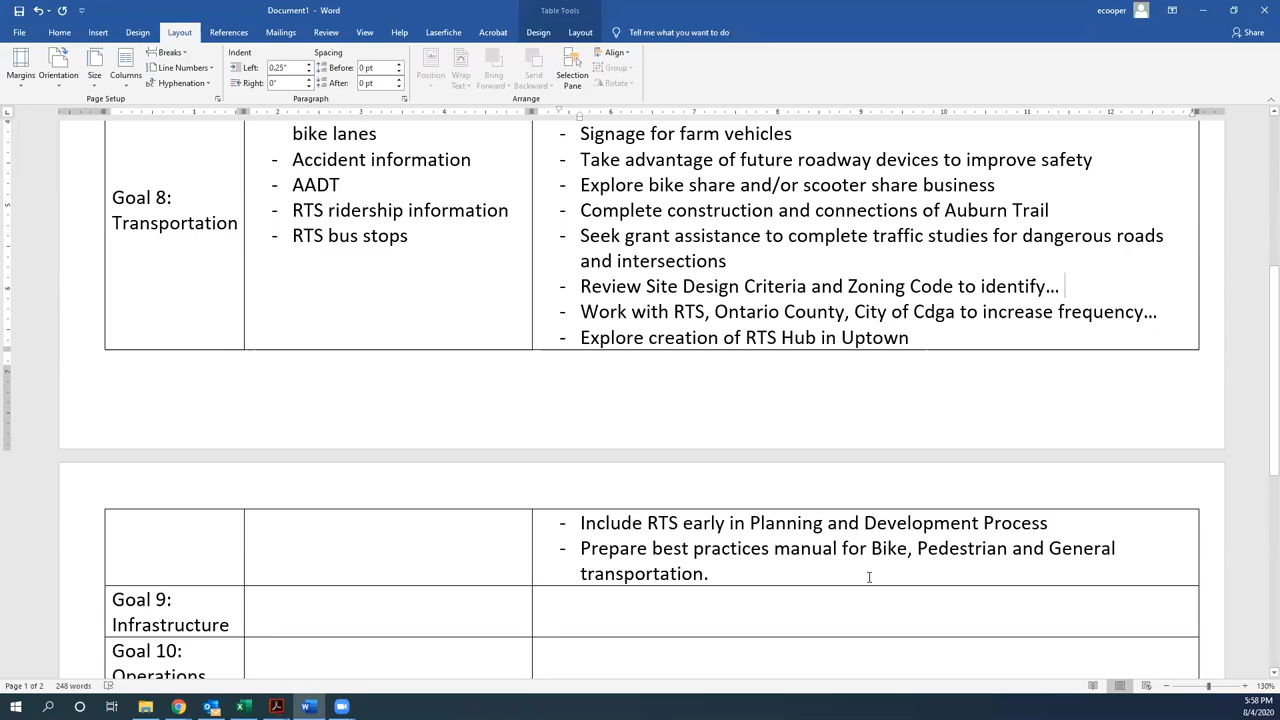 Document1 - Word
Table Tools
ecooper
File Home Insert Design Layout References Mailings Review View Help Laserfiche Acrobat Design Layout Tell me what you want to do Share
Margins Orientation Size Columns
Breaks
Line Numbers
Hyphenation
Page Setup
Indent Spacing
Left: 0.25" Before: 0 pt
Right: 0" After: 0 pt
Paragraph
Position Wrap Text Bring Forward Send Backward Selection Pane
Align
Group
Rotate
Arrange
Goal 8:
Transportation
bike lanes
- Accident information
- AADT
- RTS ridership information
- RTS bus stops
- Signage for farm vehicles
- Take advantage of future roadway devices to improve safety
- Explore bike share and/or scooter share business
- Complete construction and connections of Auburn Trail
- Seek grant assistance to complete traffic studies for dangerous roads
and intersections
- Review Site Design Criteria and Zoning Code to identify...
- Work with RTS, Ontario County, City of Cdga to increase frequency...
- Explore creation of RTS Hub in Uptown
- Include RTS early in Planning and Development Process
- Prepare best practices manual for Bike, Pedestrian and General
transportation.
Goal 9:
Infrastructure
Goal 10:
Operations
Page 1 of 2 248 words 130%
5:58 PM
8/4/2020